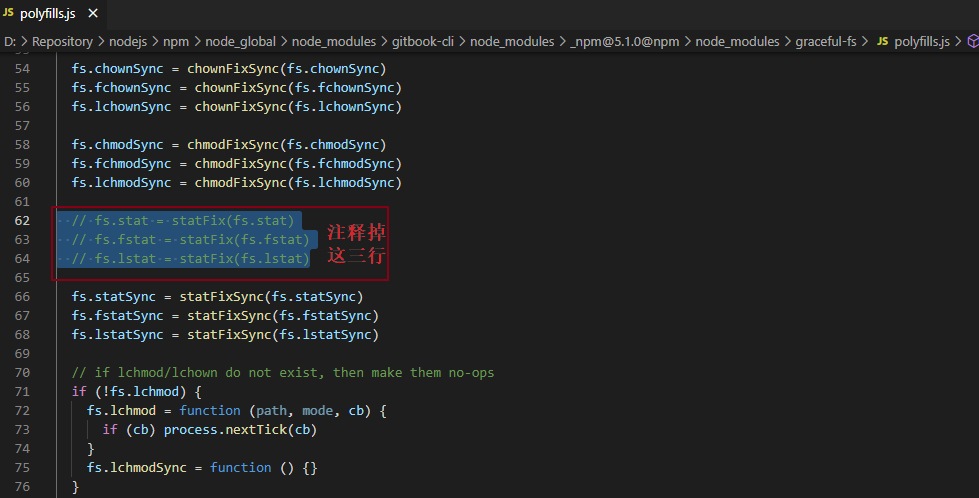 JS polyfills.js ×
D: > Repository > nodejs > npm > node_global > node_modules > gitbook-cli > node_modules > _npm@5.1.0@npm > node_modules > graceful-fs > JS polyfills.js >
54 fs.chownSync = chownFixSync(fs.chownSync)
55 fs.fchownSync = chownFixSync(fs.fchownSync)
56 fs.lchownSync = chownFixSync(fs.lchownSync)
57
58 fs.chmodSync = chmodFixSync(fs.chmodSync)
59 fs.fchmodSync = chmodFixSync(fs.fchmodSync)
60 fs.lchmodSync = chmodFixSync(fs.lchmodSync)
61
62 // fs.stat = statFix(fs.stat)
63 // fs.fstat = statFix(fs.fstat)
64 // fs.lstat = statFix(fs.lstat)
注释掉
这三行
65
66 fs.statSync = statFixSync(fs.statSync)
67 fs.fstatSync = statFixSync(fs.fstatSync)
68 fs.lstatSync = statFixSync(fs.lstatSync)
69
70 // if lchmod/lchown do not exist, then make them no-ops
71 if (!fs.lchmod) {
72 fs.lchmod = function (path, mode, cb) {
73 if (cb) process.nextTick(cb)
74 }
75 fs.lchmodSync = function () {}
76 }